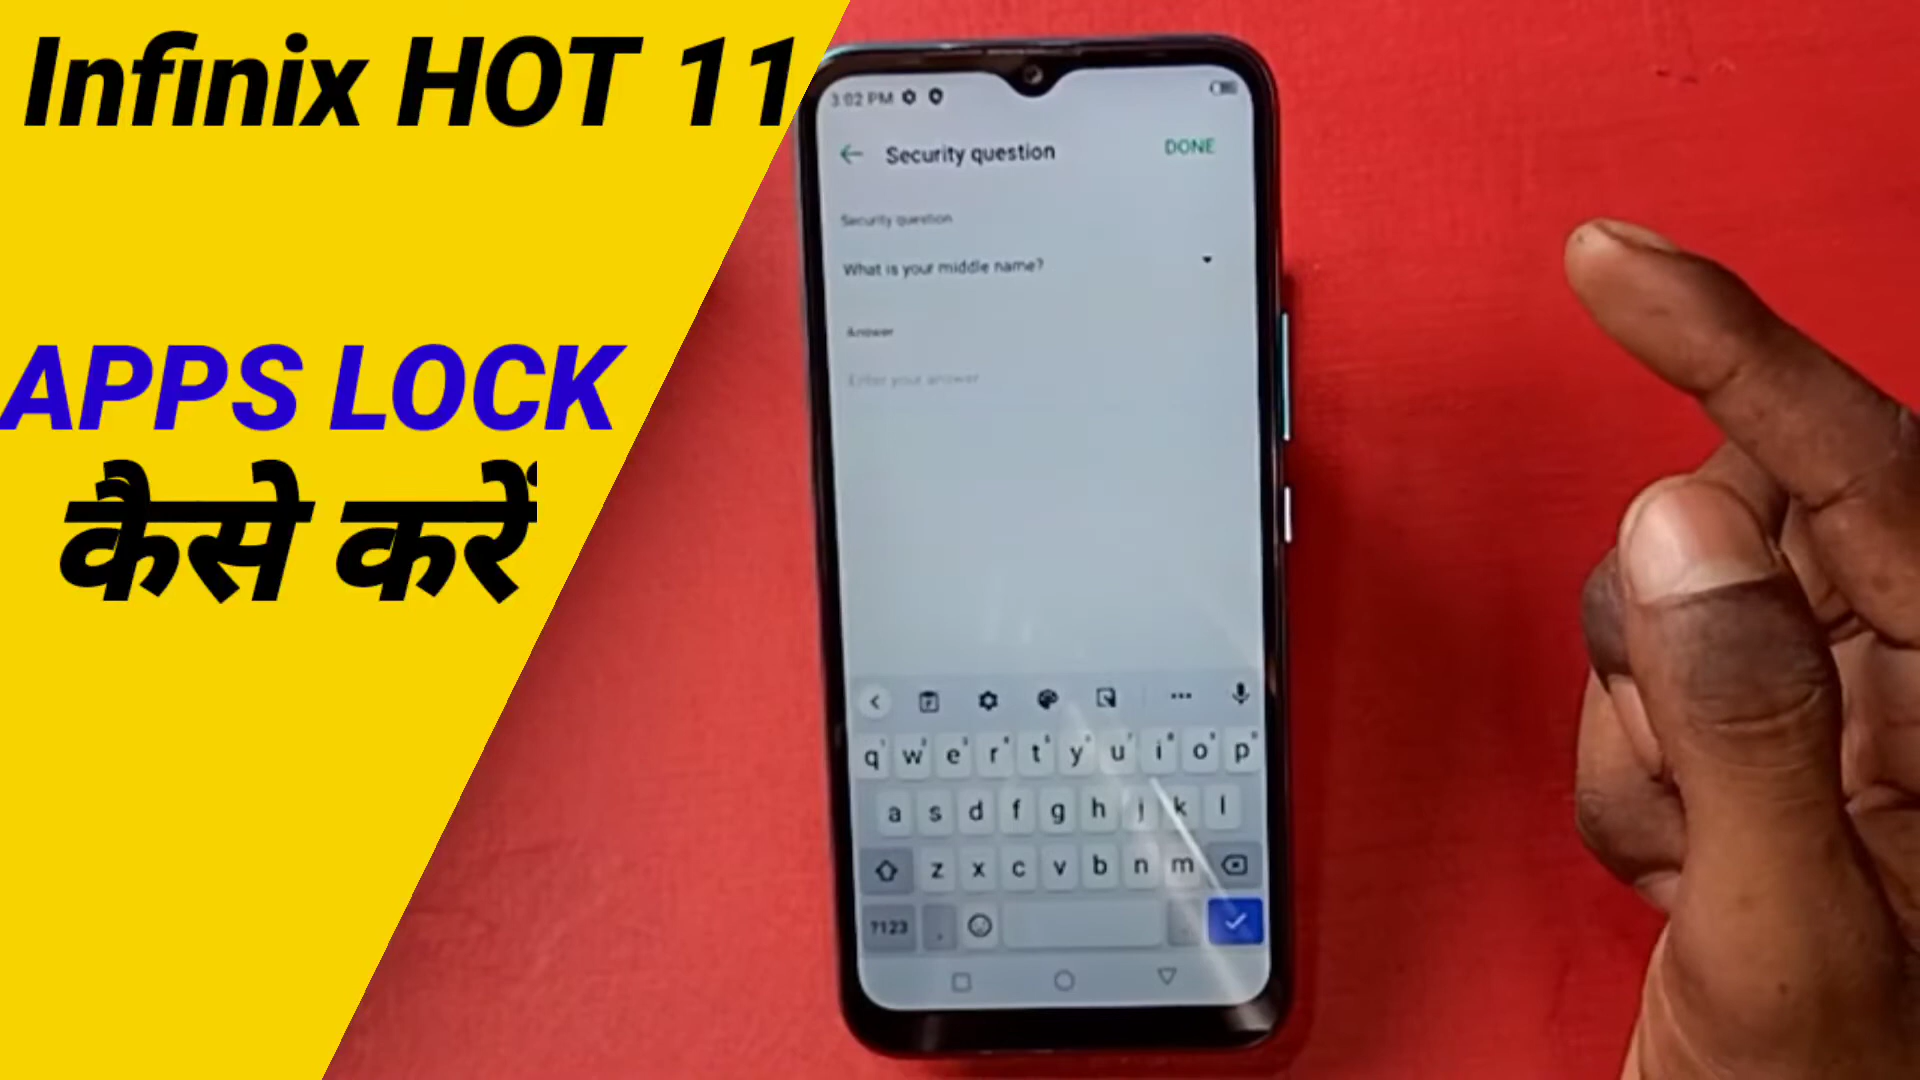 Infinix HOT 11
APPS LOCK
कैसे करें
3:02 PM
Security question
DONE
Security question
What is your middle name?
Answer
Enter your answer
q w e r t y u i o p
a s d f g h j k l
z x c v b n m
?123 ,